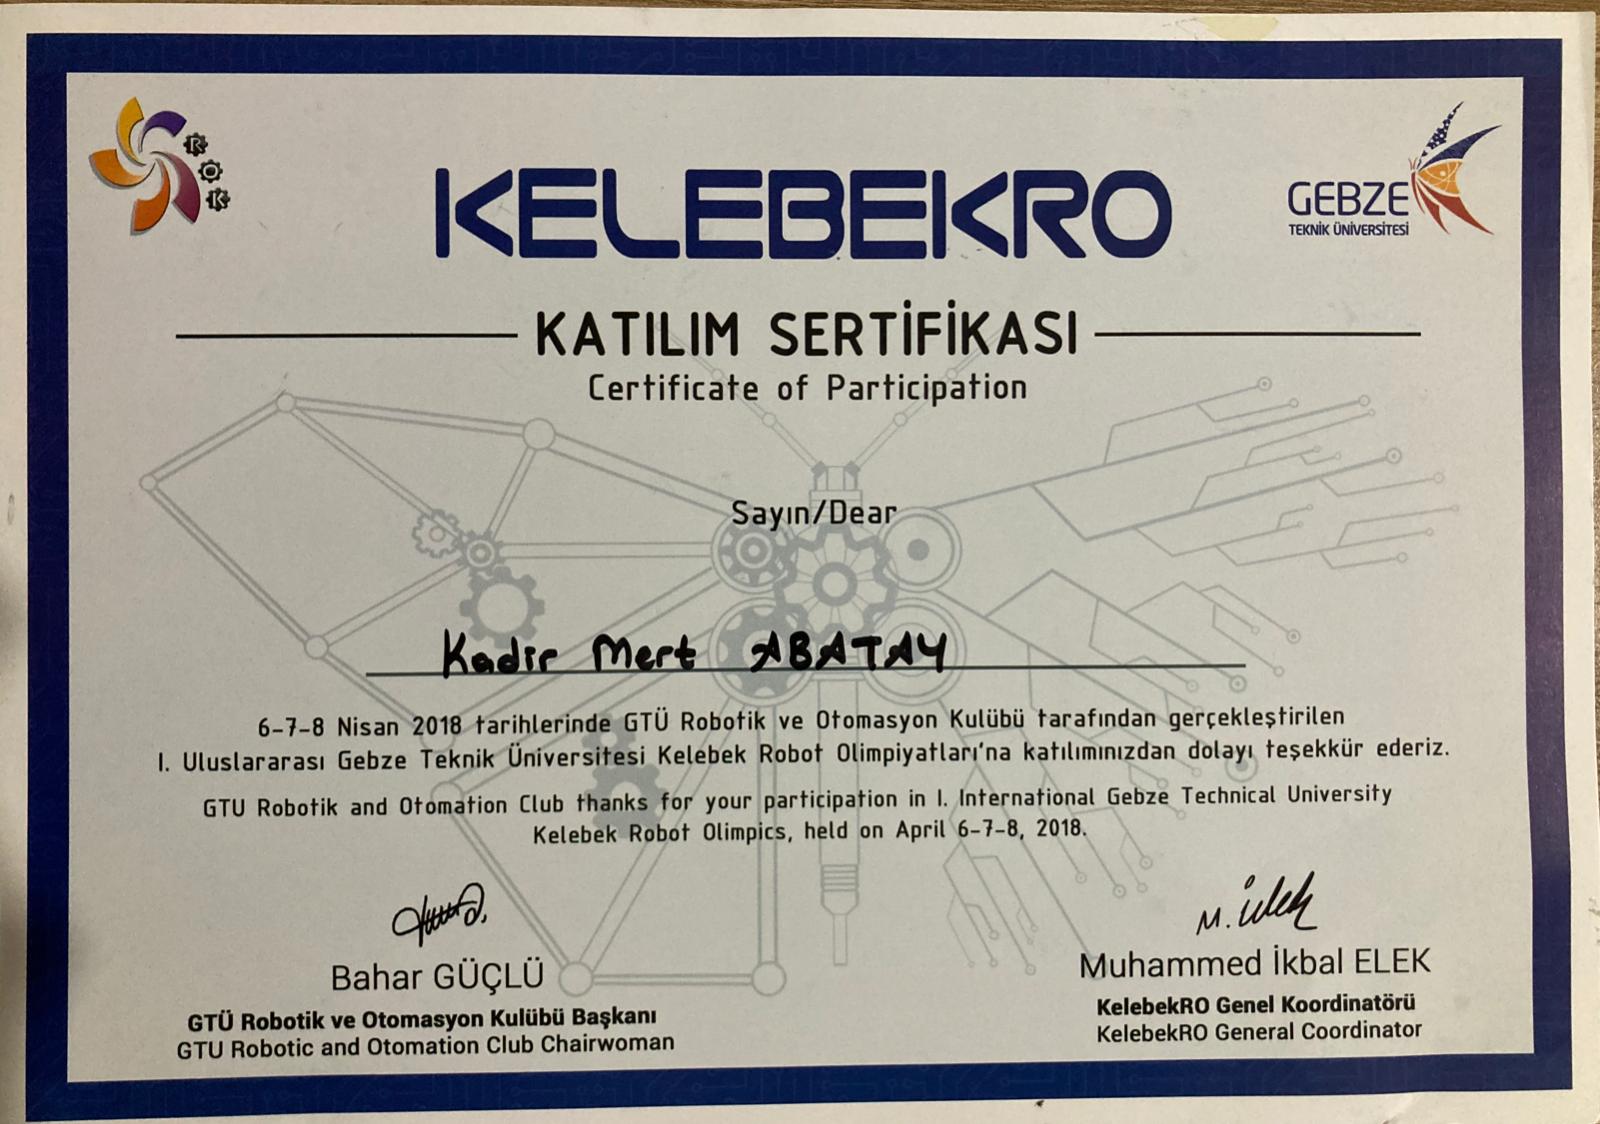 R
O
K
KELEBEKRO
GEBZE
TEKNİK ÜNİVERSİTESİ
KATILIM SERTİFİKASI
Certificate of Participation
Sayın/Dear
Kadir Mert ABATAY
6-7-8 Nisan 2018 tarihlerinde GTÜ Robotik ve Otomasyon Kulübü tarafından gerçekleştirilen
I. Uluslararası Gebze Teknik Üniversitesi Kelebek Robot Olimpiyatları'na katılımınızdan dolayı teşekkür ederiz.
GTU Robotik and Otomation Club thanks for your participation in I. International Gebze Technical University
Kelebek Robot Olimpics, held on April 6-7-8, 2018.
M. İkbal
Bahar GÜÇLÜ
Muhammed İkbal ELEK
GTÜ Robotik ve Otomasyon Kulübü Başkanı
KelebekRO Genel Koordinatörü
GTU Robotic and Otomation Club Chairwoman
KelebekRO General Coordinator